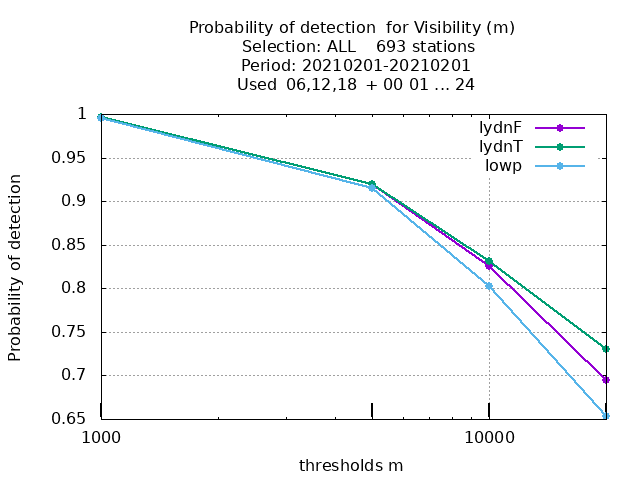 Probability of detection  for Visibility (m)
Selection: ALL    693 stations
Period: 20210201-20210201
Used  06,12,18  + 00 01 ... 24
lydnF
lydnT
lowp
1
0.95
0.9
0.85
0.8
0.75
0.7
0.65
Probability of detection
1000
10000
thresholds m